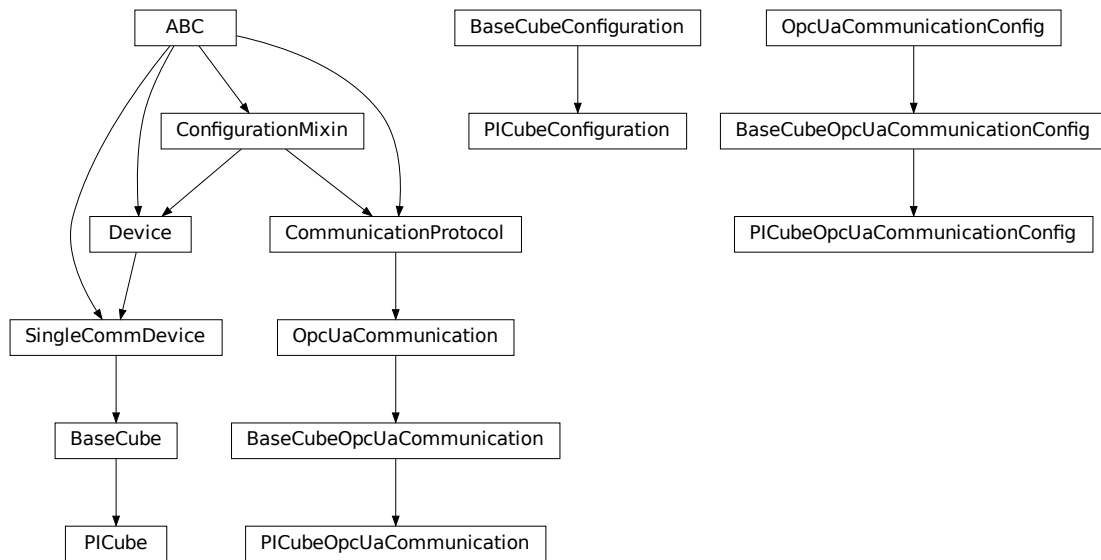 ABC
BaseCubeConfiguration
OpcUaCommunicationConfig
ConfigurationMixin
PICubeConfiguration
BaseCubeOpcUaCommunicationConfig
Device
CommunicationProtocol
PICubeOpcUaCommunicationConfig
SingleCommDevice
OpcUaCommunication
BaseCube
BaseCubeOpcUaCommunication
PICube
PICubeOpcUaCommunication